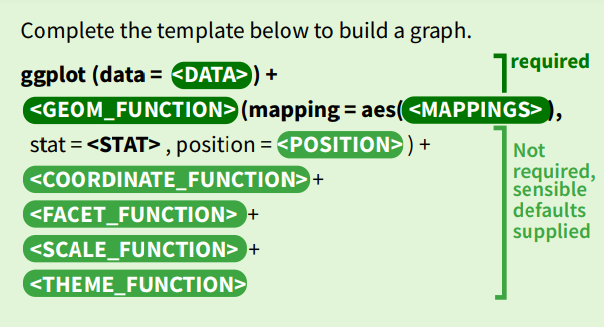 Complete the template below to build a graph.
ggplot (data = <DATA>) +
<GEOM_FUNCTION> (mapping = aes( <MAPPINGS> ),
stat = <STAT> , position = <POSITION> ) +
<COORDINATE_FUNCTION> +
<FACET_FUNCTION> +
<SCALE_FUNCTION> +
<THEME_FUNCTION>
required
Not
required,
sensible
defaults
supplied